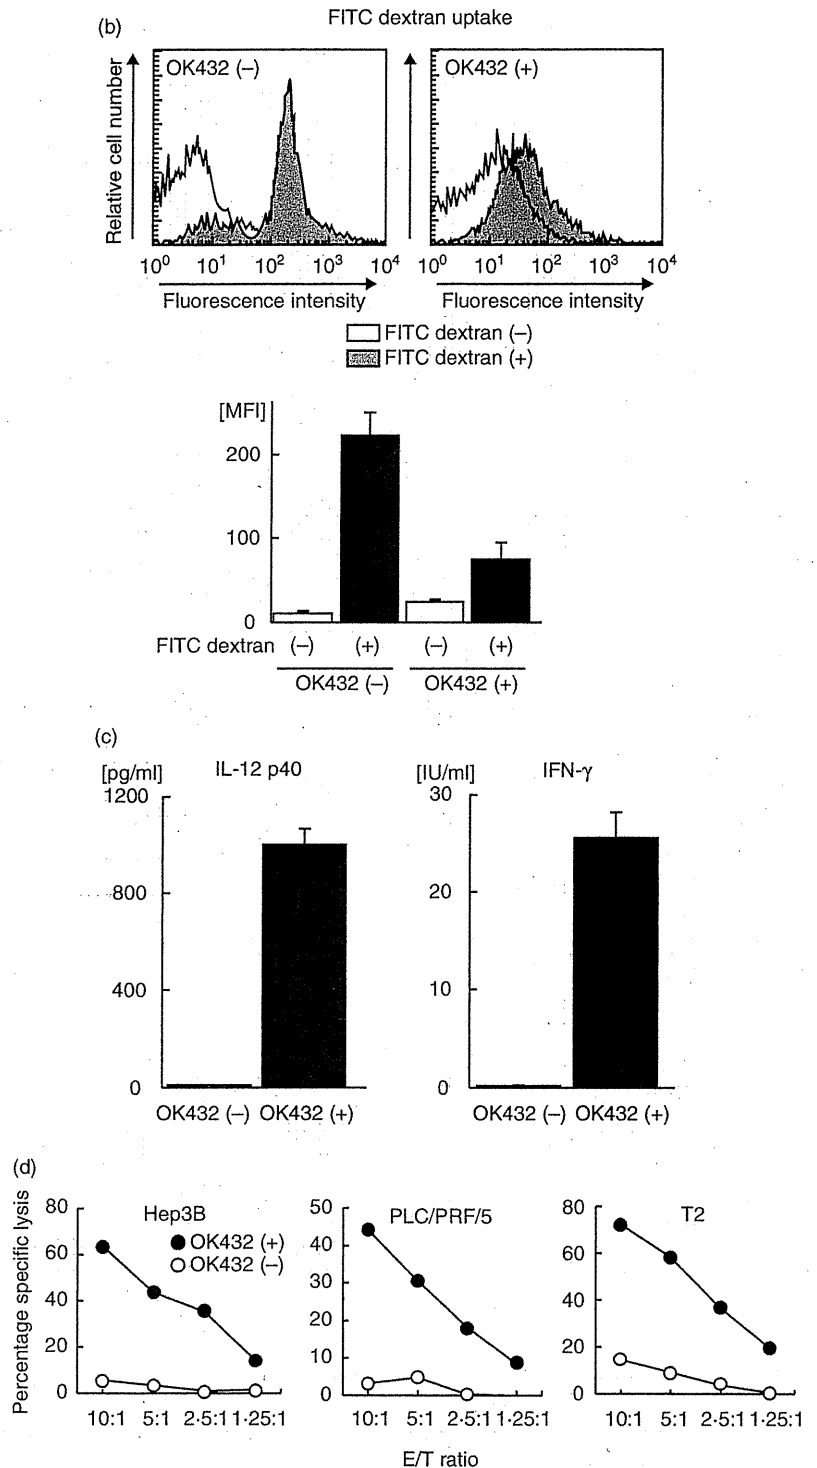 (b)
FITC dextran uptake
Relative cell number
OK432 (–)
OK432 (+)
10⁰ 10¹ 10² 10³ 10⁴
10⁰ 10¹ 10² 10³ 10⁴
Fluorescence intensity
Fluorescence intensity
FITC dextran (–)
FITC dextran (+)
[MFI]
200
100
0
FITC dextran (–) (+) (–) (+)
OK432 (–) OK432 (+)
(c)
[pg/ml] IL-12 p40
1200
800
400
0
OK432 (–) OK432 (+)
[IU/ml] IFN-γ
30
20
10
0
OK432 (–) OK432 (+)
(d)
Percentage specific lysis
Hep3B
OK432 (+)
OK432 (–)
80
60
40
20
0
10:1 5:1 2·5:1 1·25:1
PLC/PRF/5
50
40
30
20
10
0
10:1 5:1 2·5:1 1·25:1
T2
80
60
40
20
0
10:1 5:1 2·5:1 1·25:1
E/T ratio